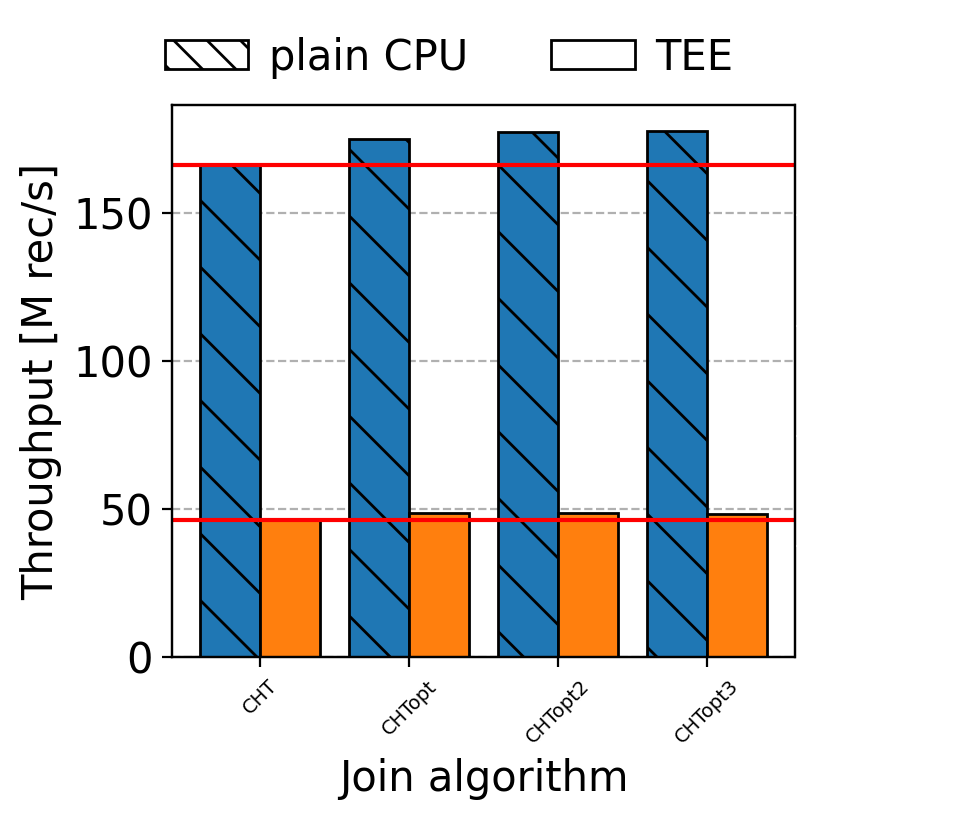 plain CPU
TEE
Throughput [M rec/s]
150
100
50
0
CHT
CHTopt
CHTopt2
CHTopt3
Join algorithm